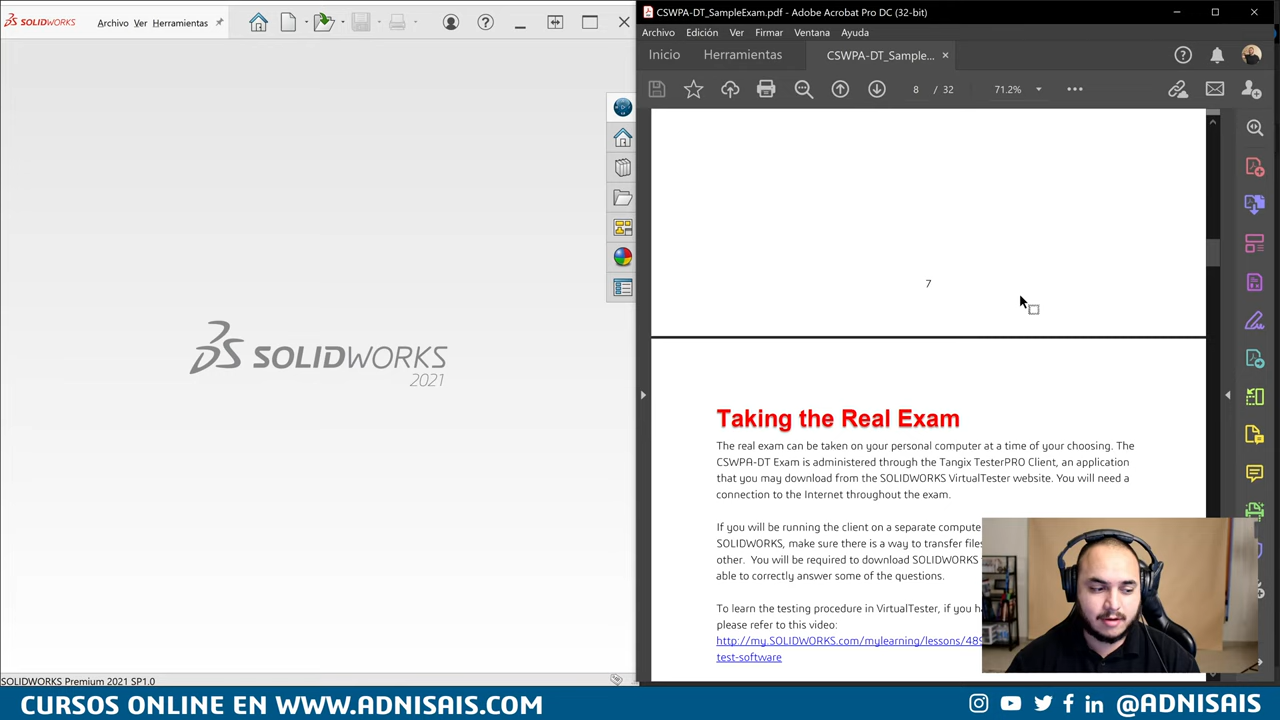 SOLIDWORKS
Archivo Ver Herramientas
SOLIDWORKS
2021
SOLIDWORKS Premium 2021 SP1.0
CSWPA-DT_SampleExam.pdf - Adobe Acrobat Pro DC (32-bit)
Archivo Edición Ver Firmar Ventana Ayuda
Inicio Herramientas CSWPA-DT_Sample...
8 / 32 71.2%
7
Taking the Real Exam
The real exam can be taken on your personal computer at a time of your choosing. The
CSWPA-DT Exam is administered through the Tangix TesterPRO Client, an application
that you may download from the SOLIDWORKS VirtualTester website. You will need a
connection to the Internet throughout the exam.
If you will be running the client on a separate compute
SOLIDWORKS, make sure there is a way to transfer files
other. You will be required to download SOLIDWORKS
able to correctly answer some of the questions.
To learn the testing procedure in VirtualTester, if you ha
please refer to this video:
http://my.SOLIDWORKS.com/mylearning/lessons/489
test-software
CURSOS ONLINE EN WWW.ADNISAIS.COM
@ADNISAIS